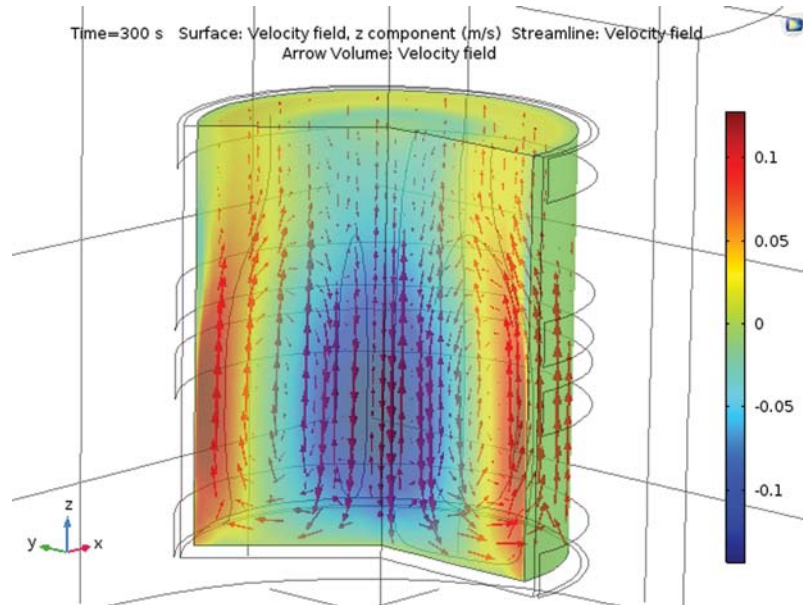 Time=300 s Surface: Velocity field, z component (m/s) Streamline: Velocity field
Arrow Volume: Velocity field
0.1
0.05
0
-0.05
-0.1
z
y
x